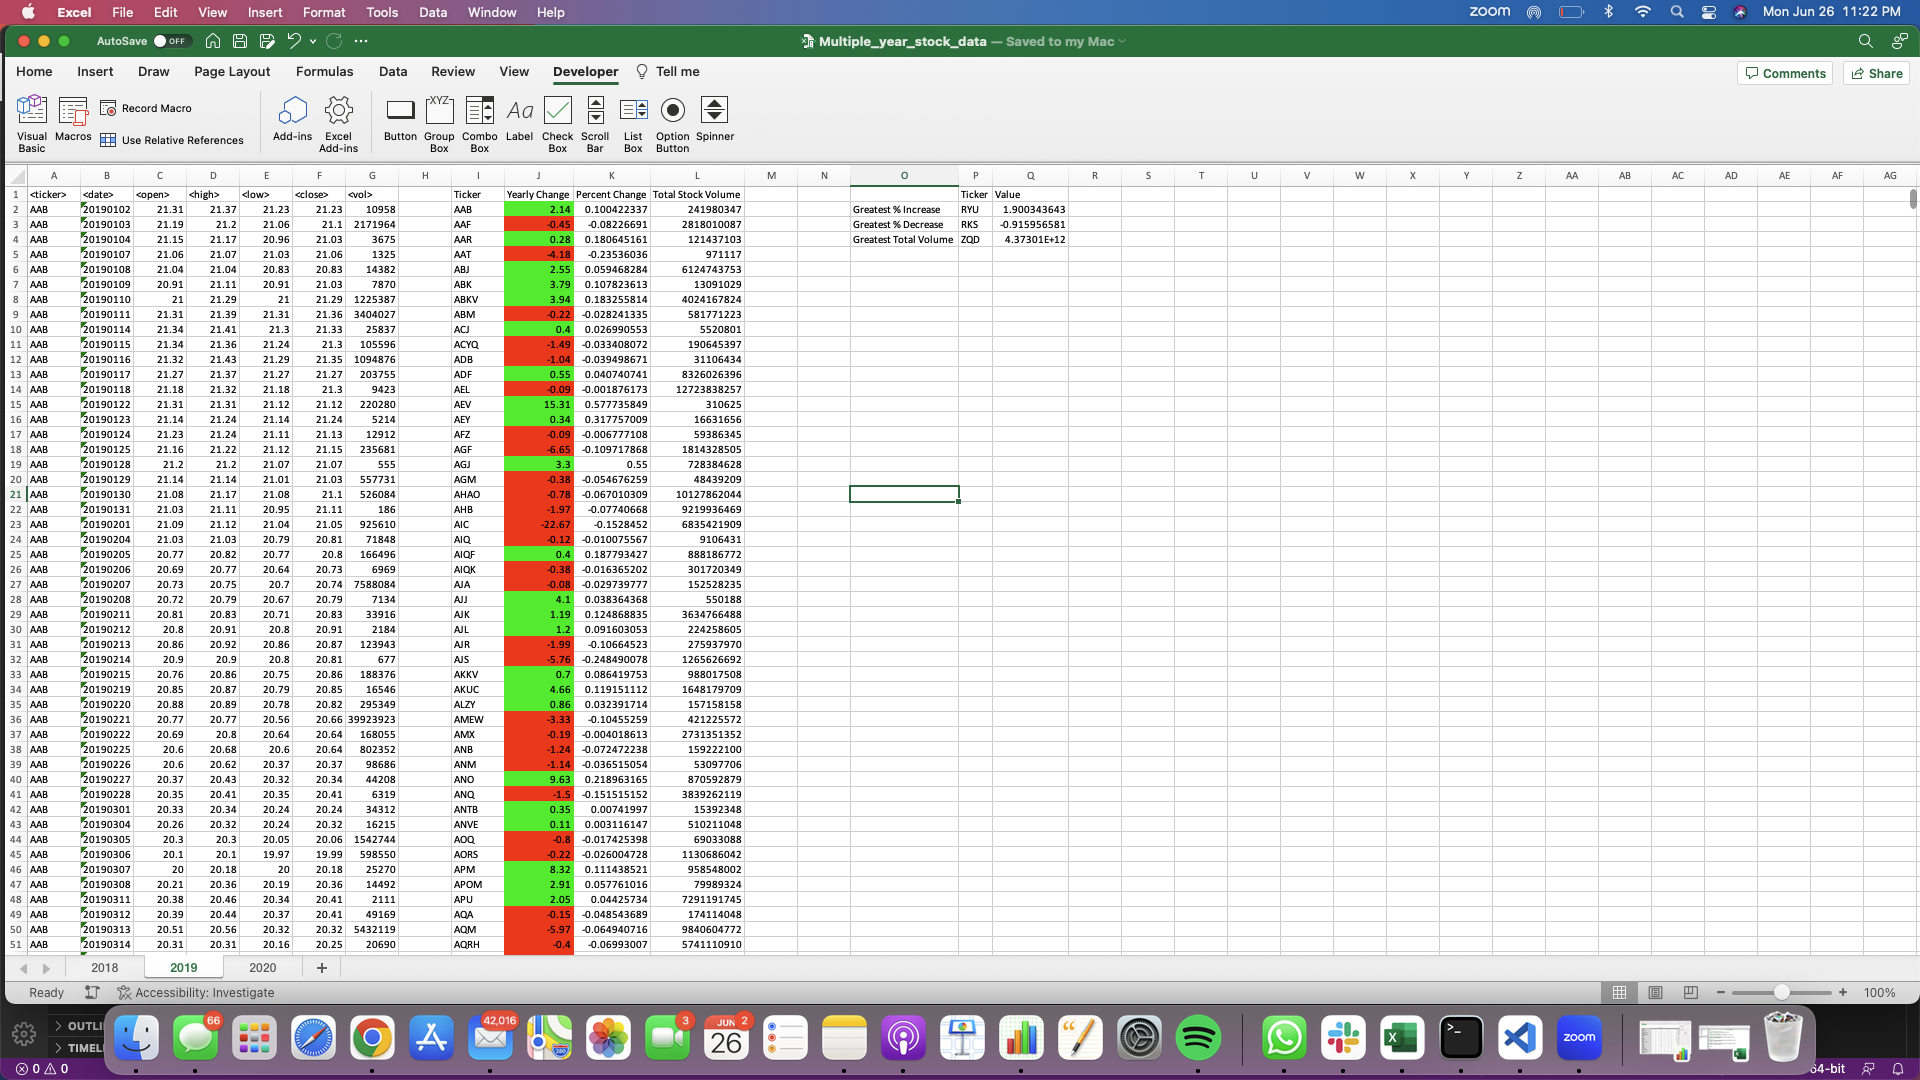 Excel File Edit View Insert Format Tools Data Window Help zoom Mon Jun 26 11:22 PM
AutoSave OFF Multiple_year_stock_data — Saved to my Mac
Home Insert Draw Page Layout Formulas Data Review View Developer Tell me Comments Share
Record Macro XYZ Aa
Visual Basic Macros Use Relative References Add-ins Excel Add-ins Button Group Box Combo Box Label Check Box Scroll Bar List Box Option Button Spinner
A B C D E F G H I J K L M N O P Q R S T U V W X Y Z AA AB AC AD AE AF AG
1 <ticker> <date> <open> <high> <low> <close> <vol> Ticker Yearly Change Percent Change Total Stock Volume Ticker Value
2 AAB 20190102 21.31 21.37 21.23 21.23 10958 AAB 2.14 0.100422337 241980347 Greatest % Increase RYU 1.900343643
3 AAB 20190103 21.19 21.2 21.06 21.1 2171964 AAF -0.45 -0.08226691 2818010087 Greatest % Decrease RKS -0.915956581
4 AAB 20190104 21.15 21.17 20.96 21.03 3675 AAR 0.28 0.180645161 121437103 Greatest Total Volume ZQD 4.37301E+12
5 AAB 20190107 21.06 21.07 21.03 21.06 1325 AAT -4.18 -0.23536036 971117
6 AAB 20190108 21.04 21.04 20.83 20.83 14382 ABJ 2.55 0.059468284 6124743753
7 AAB 20190109 20.91 21.11 20.91 21.03 7870 ABK 3.79 0.107823613 13091029
8 AAB 20190110 21 21.29 21 21.29 1225387 ABKV 3.94 0.183255814 4024167824
9 AAB 20190111 21.31 21.39 21.31 21.36 3404027 ABM -0.22 -0.028241335 581771223
10 AAB 20190114 21.34 21.41 21.3 21.33 25837 ACJ 0.4 0.026990553 5520801
11 AAB 20190115 21.34 21.36 21.24 21.3 105596 ACYQ -1.49 -0.033408072 190645397
12 AAB 20190116 21.32 21.43 21.29 21.35 1094876 ADB -1.04 -0.039498671 31106434
13 AAB 20190117 21.27 21.37 21.27 21.27 203755 ADF 0.55 0.040740741 8326026396
14 AAB 20190118 21.18 21.32 21.18 21.3 9423 AEL -0.09 -0.001876173 12723838257
15 AAB 20190122 21.31 21.31 21.12 21.12 220280 AEV 15.31 0.577735849 310625
16 AAB 20190123 21.14 21.24 21.14 21.24 5214 AEY 0.34 0.317757009 16631656
17 AAB 20190124 21.23 21.24 21.11 21.13 12912 AFZ -0.09 -0.006777108 59386345
18 AAB 20190125 21.16 21.22 21.12 21.15 235681 AGF -6.65 -0.109717868 1814328505
19 AAB 20190128 21.2 21.2 21.07 21.07 555 AGJ 3.3 0.55 728384628
20 AAB 20190129 21.14 21.14 21.01 21.03 557731 AGM -0.38 -0.054676259 48439209
21 AAB 20190130 21.08 21.17 21.08 21.1 526084 AHAO -0.78 -0.067010309 10127862044
22 AAB 20190131 21.03 21.11 20.95 21.11 186 AHB -1.97 -0.07740668 9219936469
23 AAB 20190201 21.09 21.12 21.04 21.05 925610 AIC -22.67 -0.1528452 6835421909
24 AAB 20190204 21.03 21.03 20.79 20.81 71848 AIQ -0.12 -0.010075567 9106431
25 AAB 20190205 20.77 20.82 20.77 20.8 166496 AIQF 0.4 0.187793427 888186772
26 AAB 20190206 20.69 20.77 20.64 20.73 6969 AIQK -0.38 -0.016365202 301720349
27 AAB 20190207 20.73 20.75 20.7 20.74 7588084 AJA -0.08 -0.029739777 152528235
28 AAB 20190208 20.72 20.79 20.67 20.79 7134 AJJ 4.1 0.038364368 550188
29 AAB 20190211 20.81 20.83 20.71 20.83 33916 AJK 1.19 0.124868835 3634766488
30 AAB 20190212 20.8 20.91 20.8 20.91 2184 AJL 1.2 0.091603053 224258605
31 AAB 20190213 20.86 20.92 20.86 20.87 123943 AJR -1.99 -0.10664523 275937970
32 AAB 20190214 20.9 20.9 20.8 20.81 677 AJS -5.76 -0.248490078 1265626692
33 AAB 20190215 20.76 20.86 20.75 20.86 188376 AKKV 0.7 0.086419753 988017508
34 AAB 20190219 20.85 20.87 20.79 20.85 16546 AKUC 4.66 0.119151112 1648179709
35 AAB 20190220 20.88 20.89 20.78 20.82 295349 ALZY 0.86 0.032391714 157158158
36 AAB 20190221 20.77 20.77 20.56 20.66 39923923 AMEW -3.33 -0.10455259 421225572
37 AAB 20190222 20.69 20.8 20.64 20.64 168055 AMX -0.19 -0.004018613 2731351352
38 AAB 20190225 20.6 20.68 20.6 20.64 802352 ANB -1.24 -0.072472238 159222100
39 AAB 20190226 20.6 20.62 20.37 20.37 98686 ANM -1.14 -0.036515054 53097706
40 AAB 20190227 20.37 20.43 20.32 20.34 44208 ANO 9.63 0.218963165 870592879
41 AAB 20190228 20.35 20.41 20.35 20.41 6319 ANQ -1.5 -0.151515152 3839262119
42 AAB 20190301 20.33 20.34 20.24 20.24 34312 ANTB 0.35 0.00741997 15392348
43 AAB 20190304 20.26 20.32 20.24 20.32 16215 ANVE 0.11 0.003116147 510211048
44 AAB 20190305 20.3 20.3 20.05 20.06 1542744 AOQ -0.8 -0.017425398 69033088
45 AAB 20190306 20.1 20.1 19.97 19.99 598550 AORS -0.22 -0.026004728 1130686042
46 AAB 20190307 20 20.18 20 20.18 25270 APM 8.32 0.111438521 958548002
47 AAB 20190308 20.21 20.36 20.19 20.36 14492 APOM 2.91 0.057761016 79989324
48 AAB 20190311 20.38 20.46 20.34 20.41 2111 APU 2.05 0.04425734 7291191745
49 AAB 20190312 20.39 20.44 20.37 20.41 49169 AQA -0.15 -0.048543689 174114048
50 AAB 20190313 20.51 20.56 20.32 20.32 5432119 AQM -5.97 -0.064940716 9840604772
51 AAB 20190314 20.31 20.31 20.16 20.25 20690 AQRH -0.4 -0.06993007 5741110910
2018 2019 2020
Ready Accessibility: Investigate 100%
66 42,016 3 JUN 2 26 280 zoom
OUTLI
TIMEL
0 0 64-bit